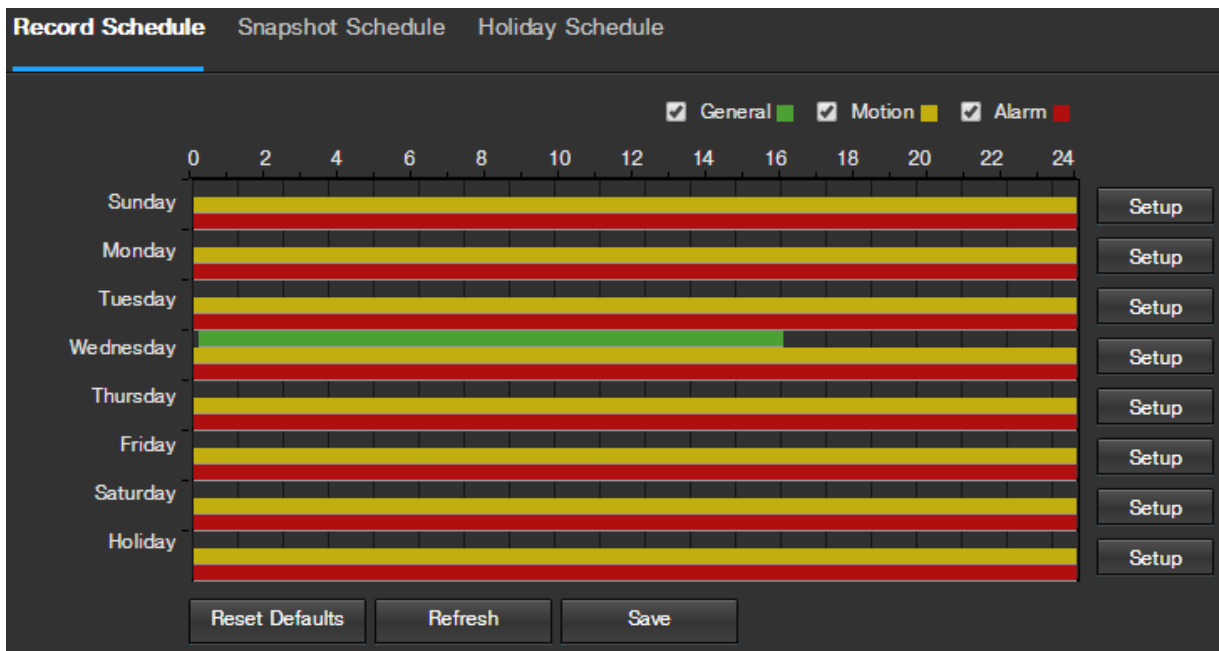 Record Schedule Snapshot Schedule Holiday Schedule
General Motion Alarm
0 2 4 6 8 10 12 14 16 18 20 22 24
Sunday Setup
Monday Setup
Tuesday Setup
Wednesday Setup
Thursday Setup
Friday Setup
Saturday Setup
Holiday Setup
Reset Defaults Refresh Save